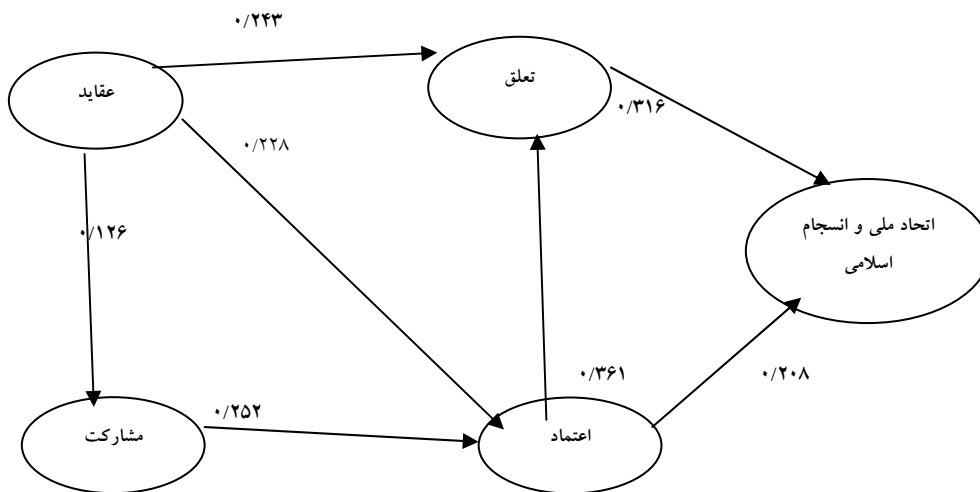 ۰/۲۴۳
عقاید
تعلق
۰/۳۱۶
۰/۲۲۸
۰/۱۲۶
اتحاد ملی و انسجام
اسلامی
۰/۳۶۱
۰/۲۰۸
۰/۲۵۲
مشارکت
اعتماد